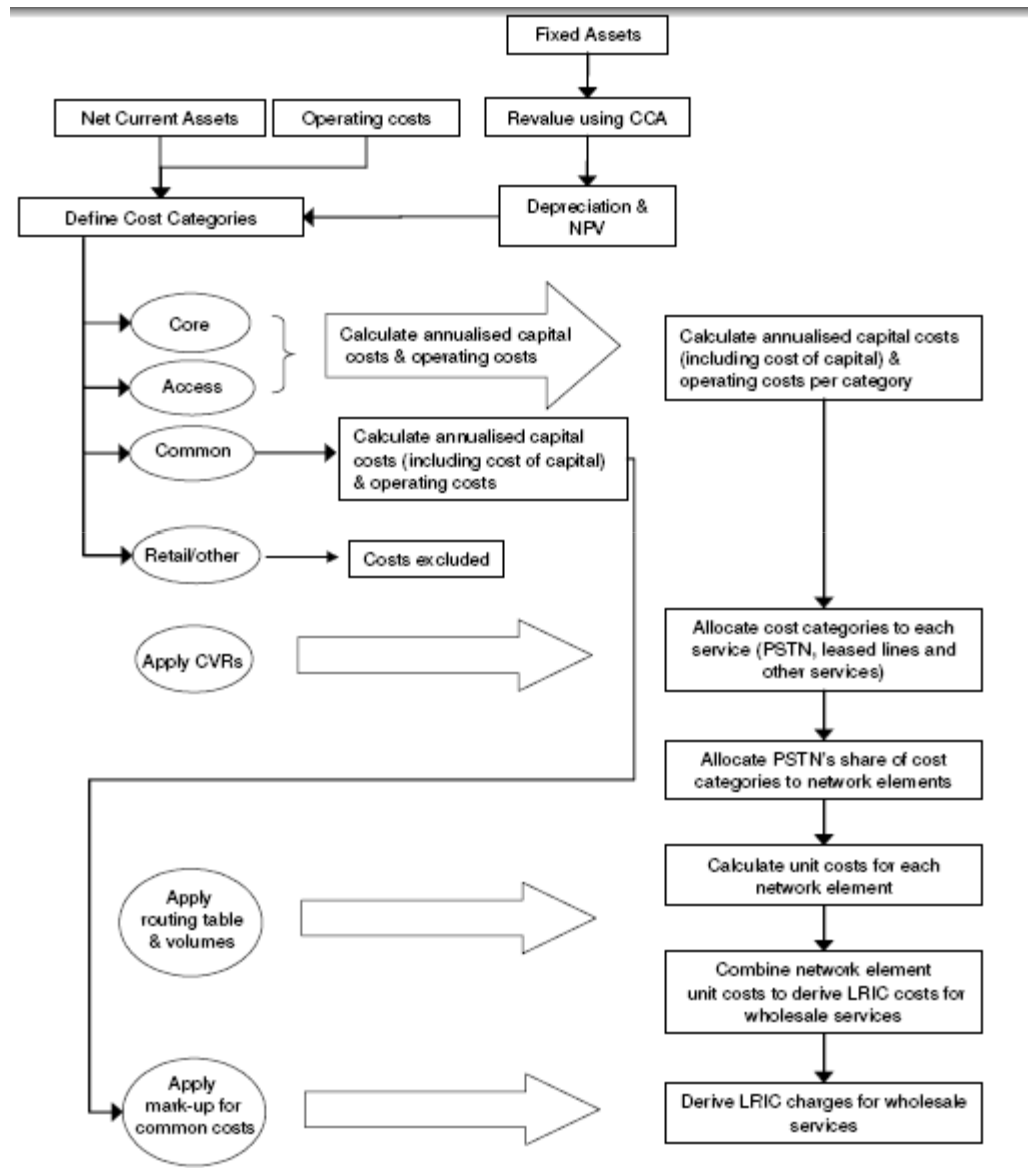 Fixed Assets
Net Current Assets
Operating costs
Revalue using CCA
Depreciation &
NPV
Define Cost Categories
Core
Access
Calculate annualised capital
costs & operating costs
Calculate annualised capital costs
(including cost of capital) &
operating costs per category
Common
Calculate annualised capital
costs (including cost of capital)
& operating costs
Retail/other
Costs excluded
Apply CVRs
Allocate cost categories to each
service (PSTN, leased lines and
other services)
Allocate PSTN's share of cost
categories to network elements
Calculate unit costs for each
network element
Apply
routing table
& volumes
Combine network element
unit costs to derive LRIC costs for
wholesale services
Apply
mark-up for
common costs
Derive LRIC charges for wholesale
services